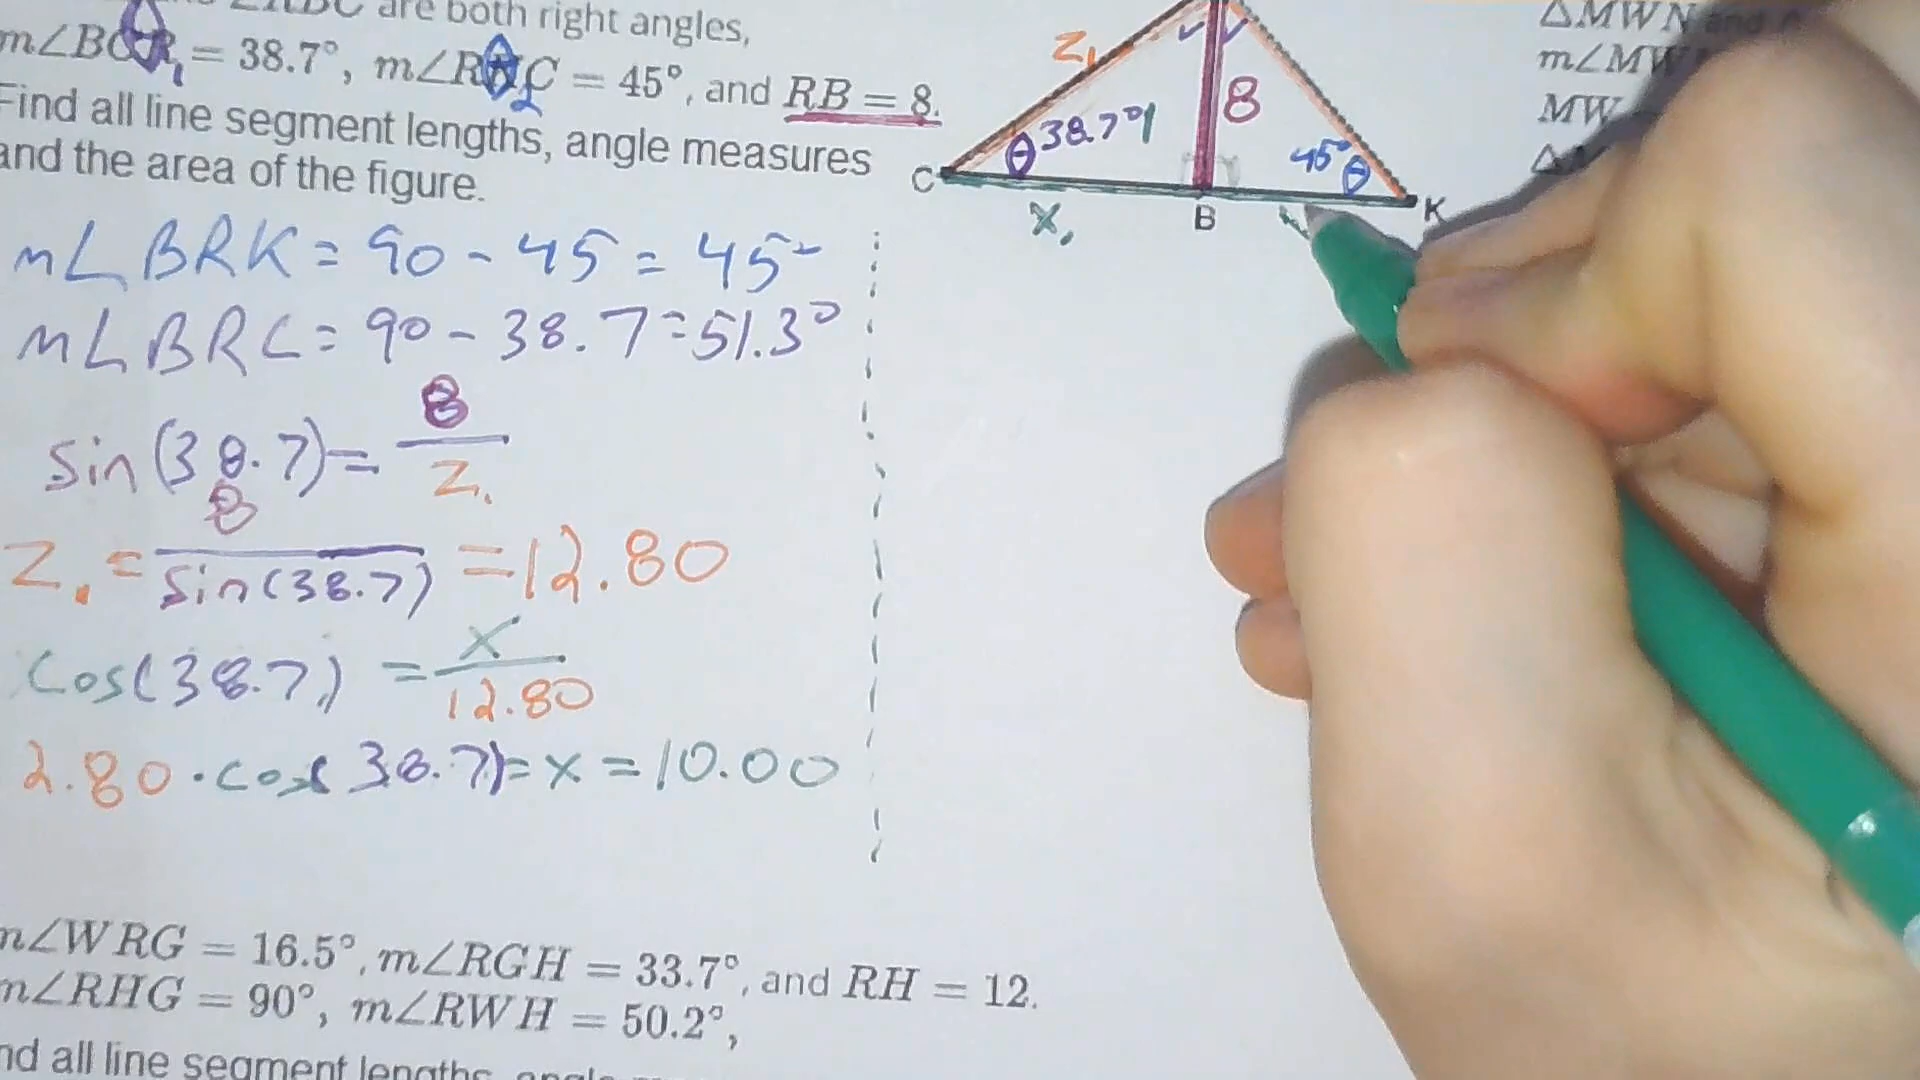 are both right angles,
= 38.7°, = 45°, and RB = 8.
Find all line segment lengths, angle measures
and the area of the figure.
m∠BRK = 90 - 45 = 45°
m∠BRC = 90 - 38.7 = 51.3°
sin(38.7) = 8 / z₁
z₁ = 8 / sin(38.7) = 12.80
cos(38.7) = x / 12.80
2.80 · cos(38.7) = x = 10.00
m∠WRG = 16.5°, m∠RGH = 33.7°, and RH = 12.
m∠RHG = 90°, m∠RWH = 50.2°,
nd all line segment lengths,
z₁
8
θ 38.7°
45° θ
C
B
K
x₁
△MWN and
m∠MW
MW